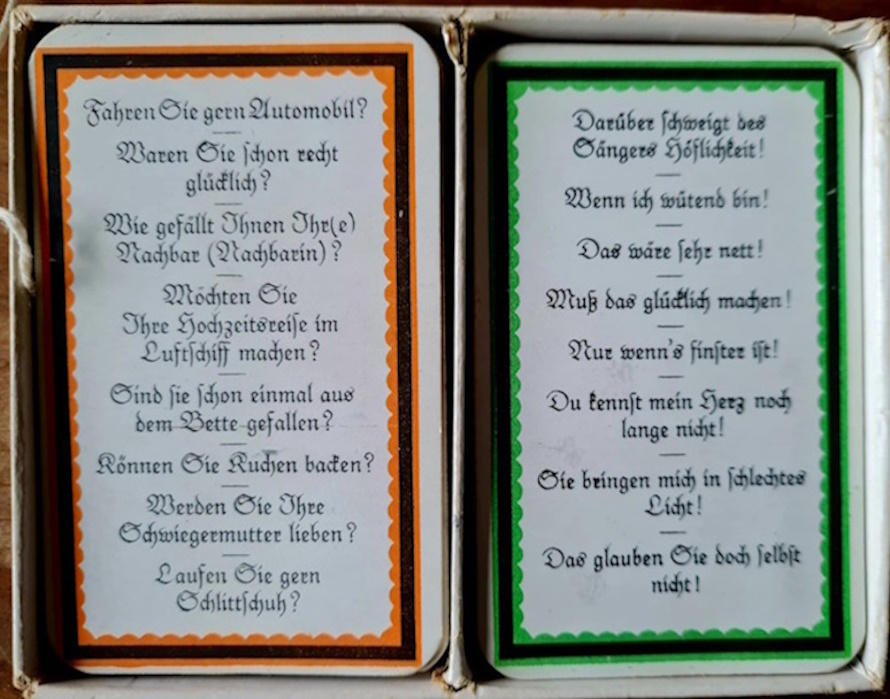 Fahren Sie gern Automobil?
Waren Sie schon recht
glücklich?
Wie gefällt Ihnen Ihr(e)
Nachbar (Nachbarin)?
Möchten Sie
Ihre Hochzeitsreise im
Luftschiff machen?
Sind sie schon einmal aus
dem Bette gefallen?
Können Sie Kuchen backen?
Werden Sie Ihre
Schwiegermutter lieben?
Laufen Sie gern
Schlittschuh?
Darüber schweigt des
Sängers Höflichkeit!
Wenn ich wütend bin!
Das wäre sehr nett!
Muß das glücklich machen!
Nur wenn's finster ist!
Du kennst mein Herz noch
lange nicht!
Sie bringen mich in schlechtes
Licht!
Das glauben Sie doch selbst
nicht!